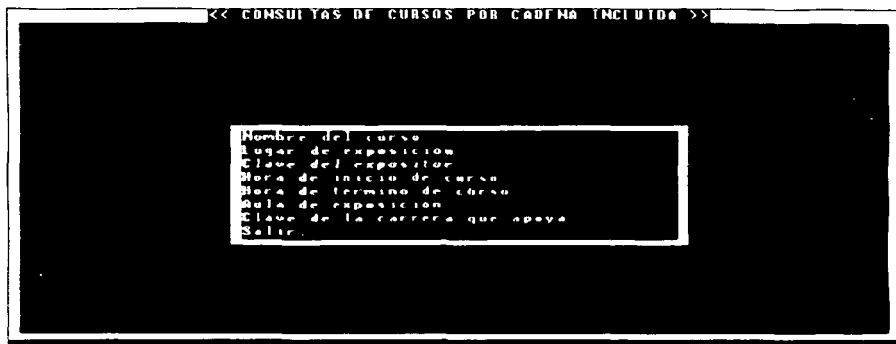 << CONSULTAS DE CURSOS POR CADENA INCLUIDA >>
Nombre del curso
Lugar de exposicion
Clave del expositor
Hora de inicio de curso
Hora de termino de curso
Aula de exposicion
Clave de la carrera que apoya
Salir.